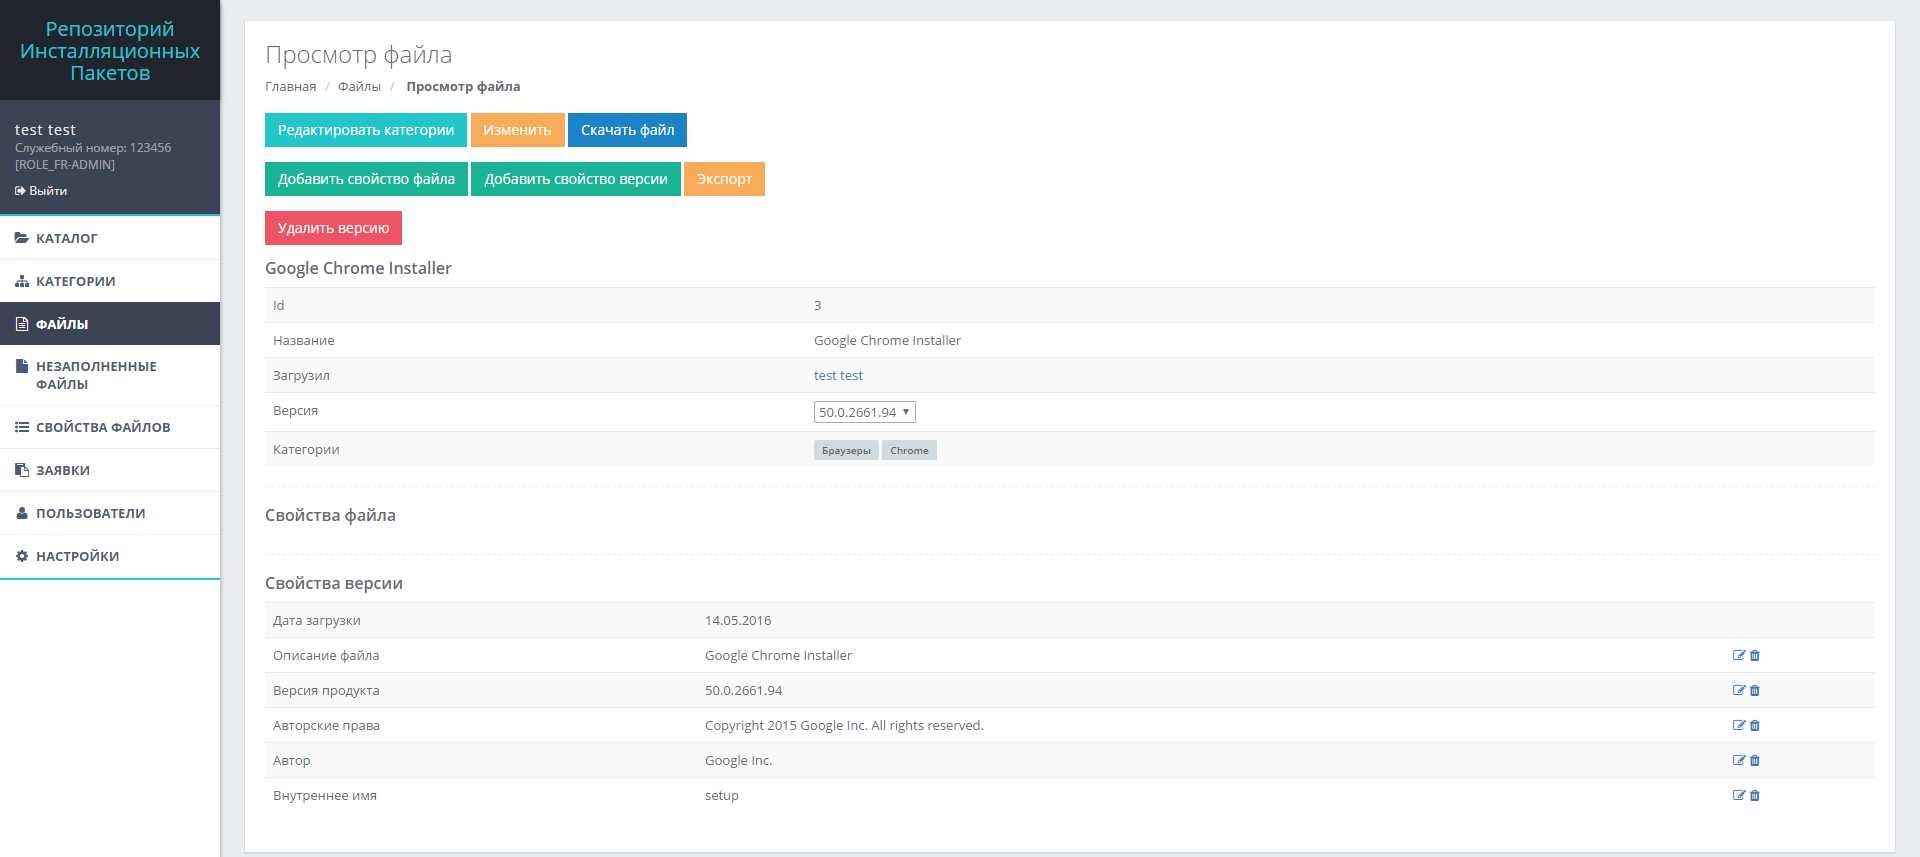 Репозиторий
Инсталляционных
Пакетов
test test
Служебный номер: 123456
[ROLE_FR-ADMIN]
Выйти
КАТАЛОГ
КАТЕГОРИИ
ФАЙЛЫ
НЕЗАПОЛНЕННЫЕ
ФАЙЛЫ
СВОЙСТВА ФАЙЛОВ
ЗАЯВКИ
ПОЛЬЗОВАТЕЛИ
НАСТРОЙКИ
Просмотр файла
Главная / Файлы / Просмотр файла
Редактировать категории Изменить Скачать файл
Добавить свойство файла Добавить свойство версии Экспорт
Удалить версию
Google Chrome Installer
Id 3
Название Google Chrome Installer
Загрузил test test
Версия 50.0.2661.94
Категории Браузеры Chrome
Свойства файла
Свойства версии
Дата загрузки 14.05.2016
Описание файла Google Chrome Installer
Версия продукта 50.0.2661.94
Авторские права Copyright 2015 Google Inc. All rights reserved.
Автор Google Inc.
Внутреннее имя setup